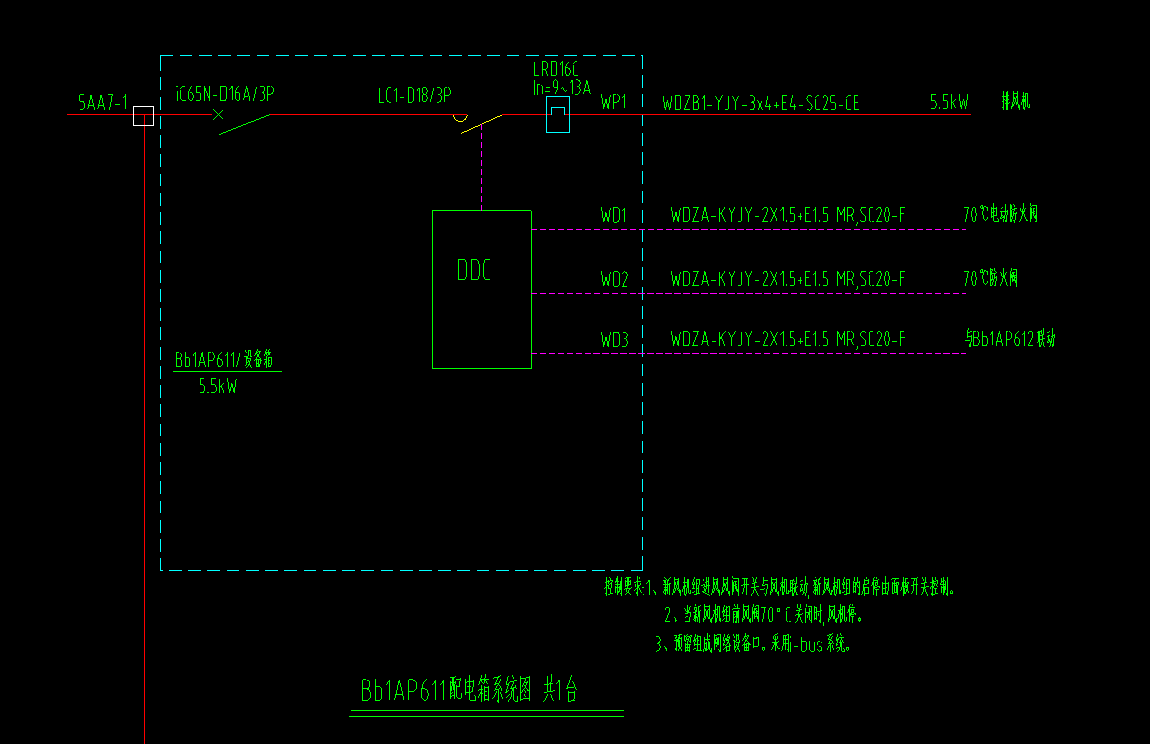 5AA7-1
iC65N-D16A/3P
LC1-D18/3P
LRD16C
In=9~13A
WP1 WDZB1-YJY-3x4+E4-SC25-CE 5.5kW 排风机
WD1 WDZA-KYJY-2X1.5+E1.5 MR,SC20-F 70℃电动防火阀
DDC
WD2 WDZA-KYJY-2X1.5+E1.5 MR,SC20-F 70℃防火阀
WD3 WDZA-KYJY-2X1.5+E1.5 MR,SC20-F 与Bb1AP612联动
Bb1AP611/设备箱
5.5kW
控制要求:1、新风机组进风风阀开关与风机联动,新风机组的启停由面板开关控制。
2、当新风机组前风阀70°C关闭时,风机停。
3、预留组成网络设备口。采用i-bus系统。
Bb1AP611配电箱系统图 共1台